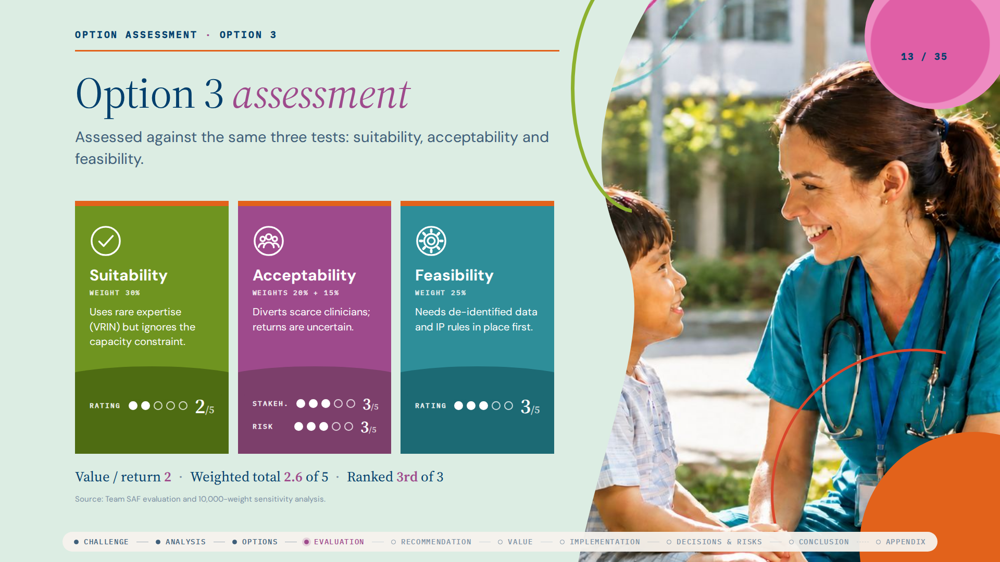 OPTION ASSESSMENT · OPTION 3
13 / 35
Option 3 assessment
Assessed against the same three tests: suitability, acceptability and
feasibility.
Suitability
WEIGHT 30%
Uses rare expertise
(VRIN) but ignores the
capacity constraint.
RATING 2/5
Acceptability
WEIGHTS 20% + 15%
Diverts scarce clinicians;
returns are uncertain.
STAKEH. 3/5
RISK 3/5
Feasibility
WEIGHT 25%
Needs de-identified data
and IP rules in place first.
RATING 3/5
Value / return 2 · Weighted total 2.6 of 5 · Ranked 3rd of 3
Source: Team SAF evaluation and 10,000-weight sensitivity analysis.
CHALLENGE ANALYSIS OPTIONS EVALUATION RECOMMENDATION VALUE IMPLEMENTATION DECISIONS & RISKS CONCLUSION APPENDIX